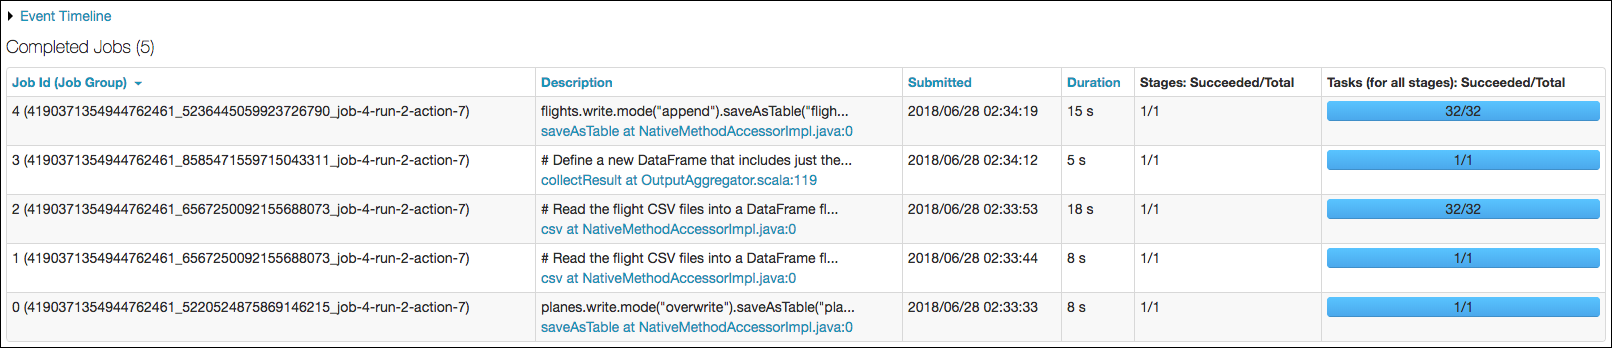 Event Timeline
Completed Jobs (5)
Job Id (Job Group) Description Submitted Duration Stages: Succeeded/Total Tasks (for all stages): Succeeded/Total
4 (4190371354944762461_5236445059923726790_job-4-run-2-action-7) flights.write.mode("append").saveAsTable("fligh... 2018/06/28 02:34:19 15 s 1/1 32/32
saveAsTable at NativeMethodAccessorImpl.java:0
3 (4190371354944762461_8585471559715043311_job-4-run-2-action-7) # Define a new DataFrame that includes just the... 2018/06/28 02:34:12 5 s 1/1 1/1
collectResult at OutputAggregator.scala:119
2 (4190371354944762461_6567250092155688073_job-4-run-2-action-7) # Read the flight CSV files into a DataFrame fl... 2018/06/28 02:33:53 18 s 1/1 32/32
csv at NativeMethodAccessorImpl.java:0
1 (4190371354944762461_6567250092155688073_job-4-run-2-action-7) # Read the flight CSV files into a DataFrame fl... 2018/06/28 02:33:44 8 s 1/1 1/1
csv at NativeMethodAccessorImpl.java:0
0 (4190371354944762461_5220524875869146215_job-4-run-2-action-7) planes.write.mode("overwrite").saveAsTable("pla... 2018/06/28 02:33:33 8 s 1/1 1/1
saveAsTable at NativeMethodAccessorImpl.java:0